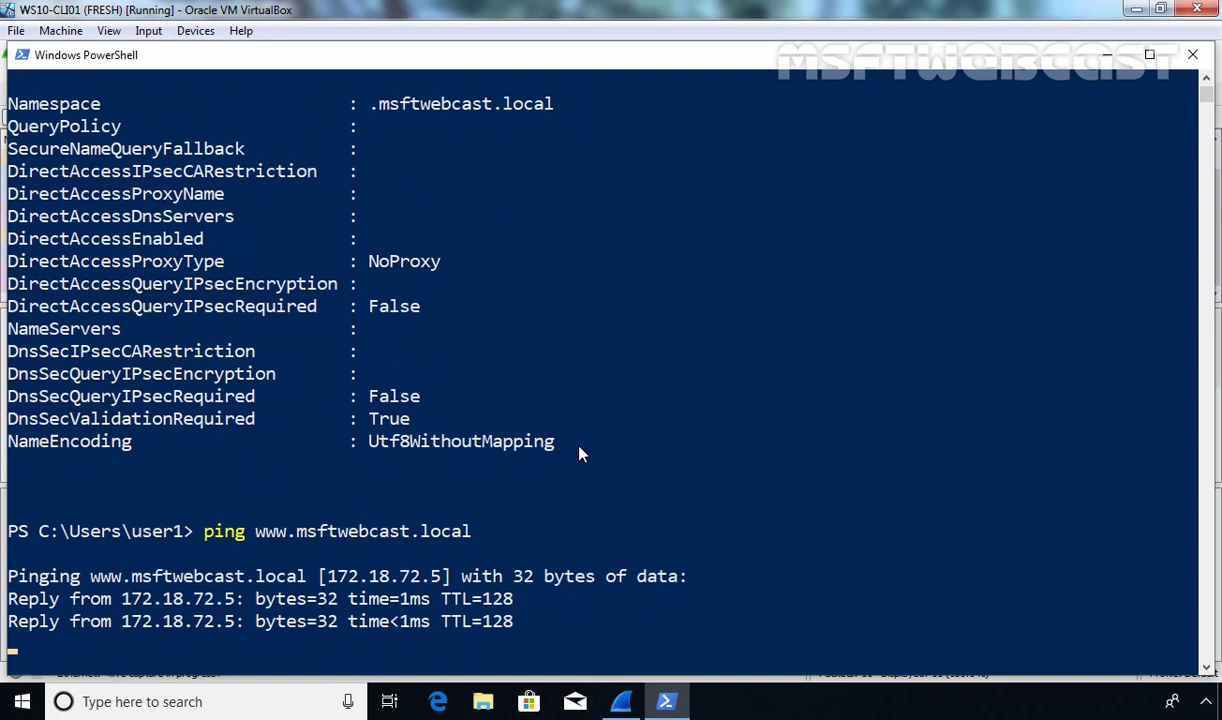 WS10-CLI01 (FRESH) [Running] - Oracle VM VirtualBox
File Machine View Input Devices Help
Windows PowerShell
MSFTWEBCAST
Namespace : .msftwebcast.local
QueryPolicy :
SecureNameQueryFallback :
DirectAccessIPsecCARestriction :
DirectAccessProxyName :
DirectAccessDnsServers :
DirectAccessEnabled :
DirectAccessProxyType : NoProxy
DirectAccessQueryIPsecEncryption :
DirectAccessQueryIPsecRequired : False
NameServers :
DnsSecIPsecCARestriction :
DnsSecQueryIPsecEncryption :
DnsSecQueryIPsecRequired : False
DnsSecValidationRequired : True
NameEncoding : Utf8WithoutMapping
PS C:\Users\user1> ping www.msftwebcast.local
Pinging www.msftwebcast.local [172.18.72.5] with 32 bytes of data:
Reply from 172.18.72.5: bytes=32 time=1ms TTL=128
Reply from 172.18.72.5: bytes=32 time<1ms TTL=128
Type here to search